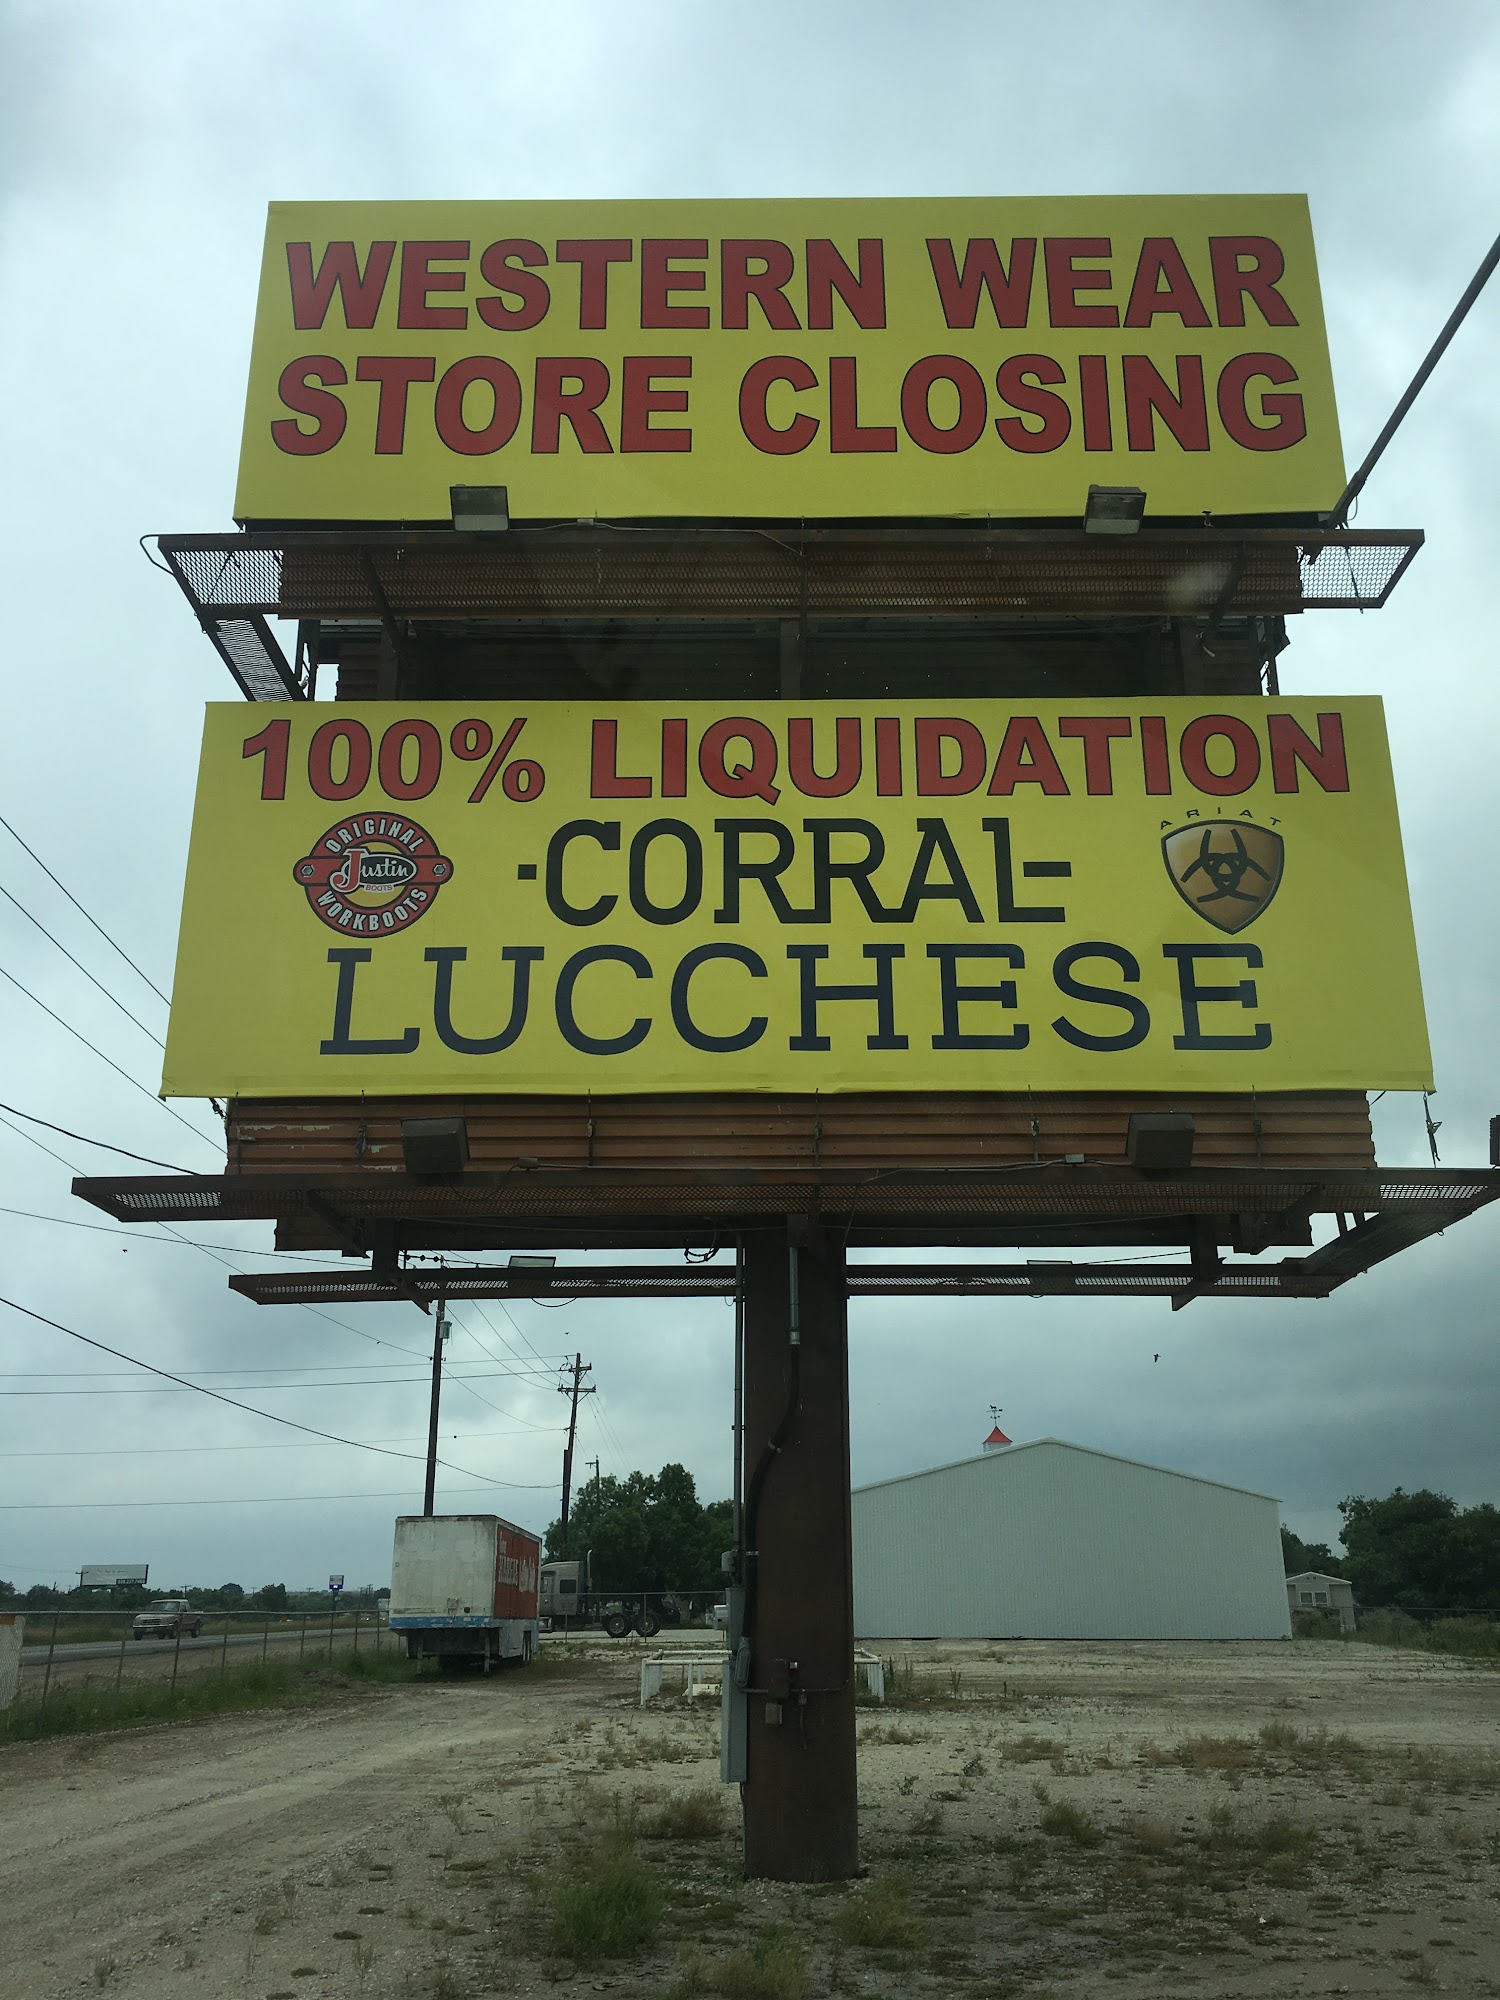 WESTERN WEAR
STORE CLOSING
100% LIQUIDATION
ORIGINAL
Justin
BOOTS
WORKBOOTS
·CORRAL-
ARIAT
LUCCHESE